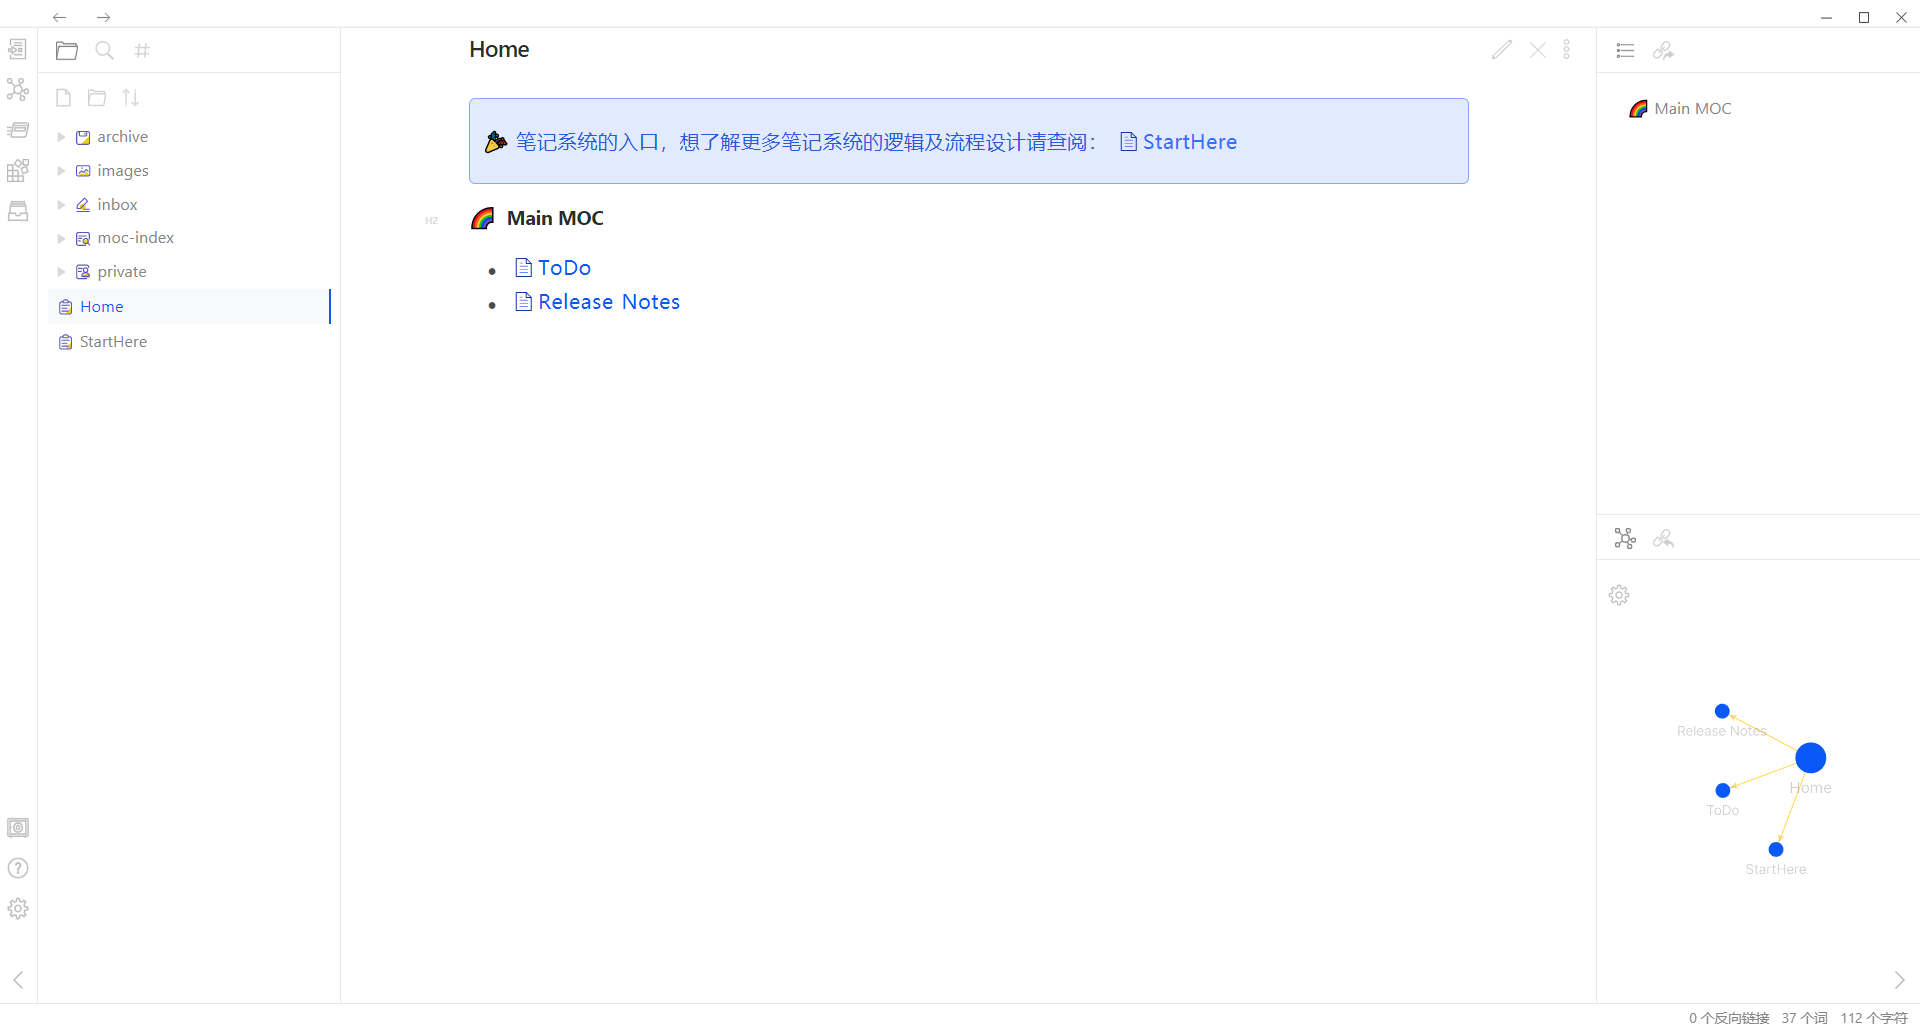 Home
archive
images
inbox
moc-index
private
Home
StartHere
笔记系统的入口，想了解更多笔记系统的逻辑及流程设计请查阅： StartHere
H2
Main MOC
ToDo
Release Notes
Main MOC
Release Notes
Home
ToDo
StartHere
0 个反向链接 37 个词 112 个字符